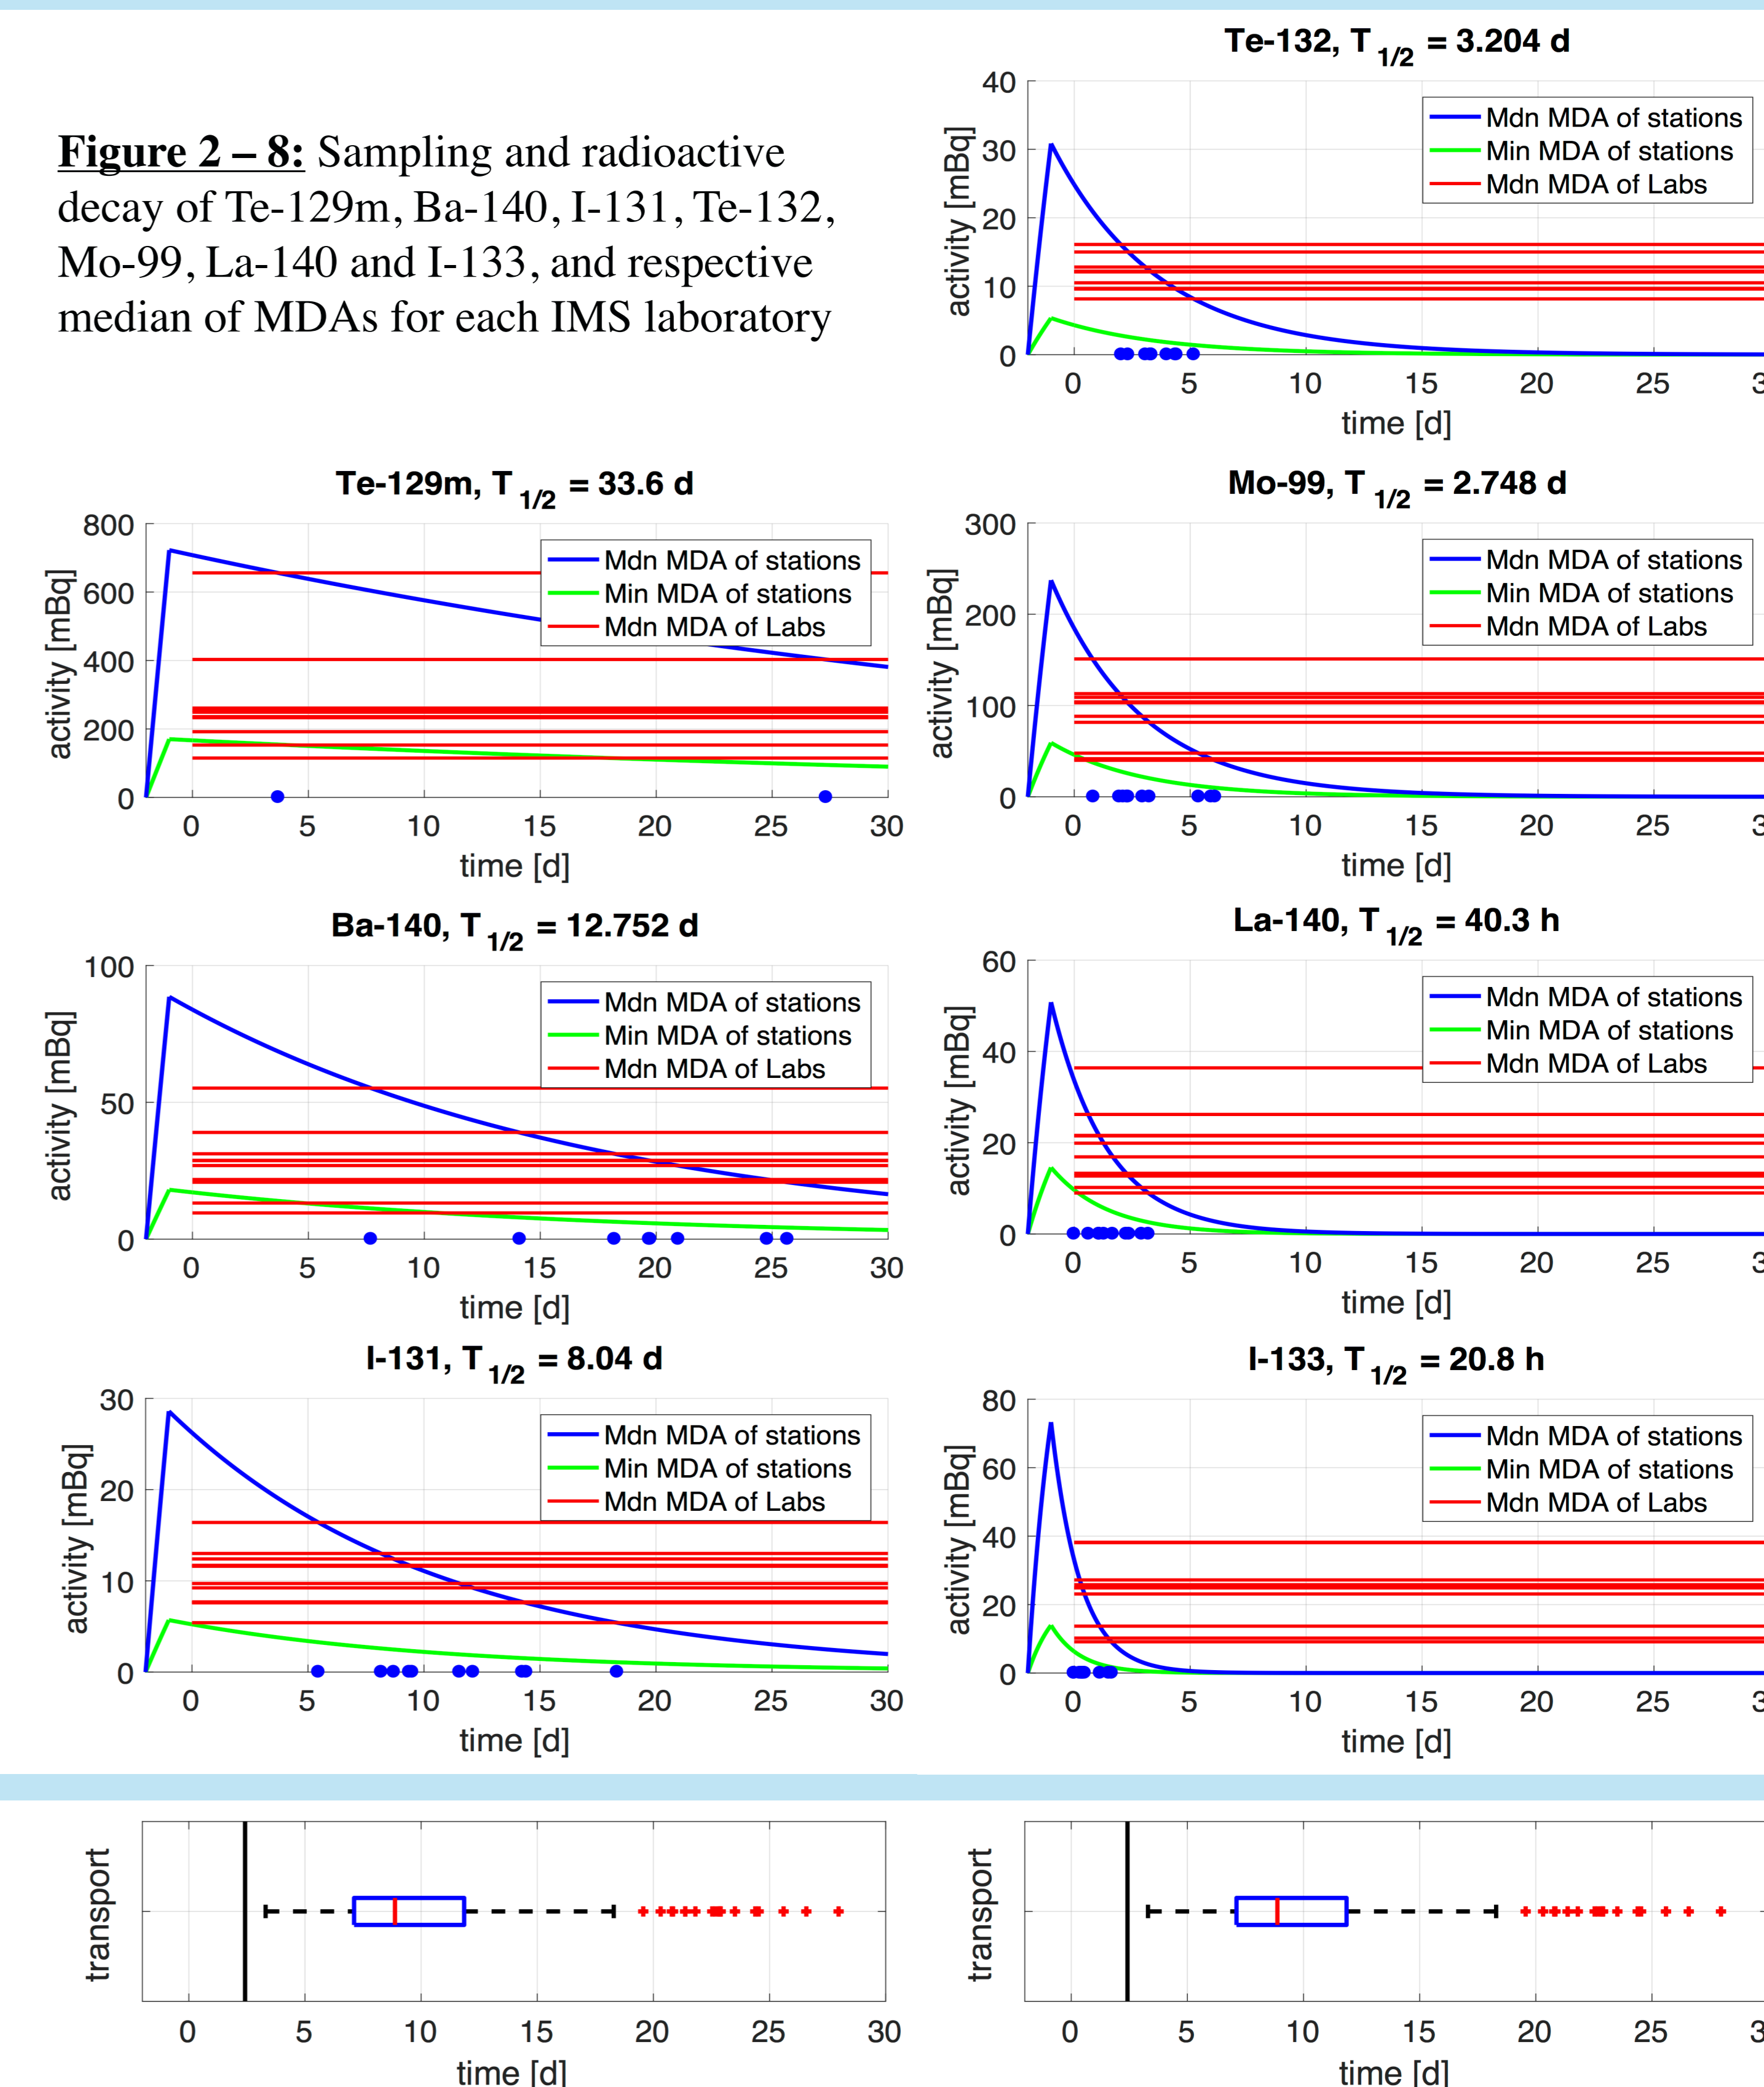 Figure 2 – 8: Sampling and radioactive
decay of Te-129m, Ba-140, I-131, Te-132,
Mo-99, La-140 and I-133, and respective
median of MDAs for each IMS laboratory
Te-132, T 1/2 = 3.204 d
activity [mBq]
40
30
20
10
0
Mdn MDA of stations
Min MDA of stations
Mdn MDA of Labs
0 5 10 15 20 25 3
time [d]
Te-129m, T 1/2 = 33.6 d
activity [mBq]
800
600
400
200
0
Mdn MDA of stations
Min MDA of stations
Mdn MDA of Labs
0 5 10 15 20 25 30
time [d]
Mo-99, T 1/2 = 2.748 d
activity [mBq]
300
200
100
0
Mdn MDA of stations
Min MDA of stations
Mdn MDA of Labs
0 5 10 15 20 25 3
time [d]
Ba-140, T 1/2 = 12.752 d
activity [mBq]
100
50
0
Mdn MDA of stations
Min MDA of stations
Mdn MDA of Labs
0 5 10 15 20 25 30
time [d]
La-140, T 1/2 = 40.3 h
activity [mBq]
60
40
20
0
Mdn MDA of stations
Min MDA of stations
Mdn MDA of Labs
0 5 10 15 20 25 3
time [d]
I-131, T 1/2 = 8.04 d
activity [mBq]
30
20
10
0
Mdn MDA of stations
Min MDA of stations
Mdn MDA of Labs
0 5 10 15 20 25 30
time [d]
I-133, T 1/2 = 20.8 h
activity [mBq]
80
60
40
20
0
Mdn MDA of stations
Min MDA of stations
Mdn MDA of Labs
0 5 10 15 20 25 3
time [d]
transport
0 5 10 15 20 25 30
time [d]
transport
0 5 10 15 20 25 3
time [d]